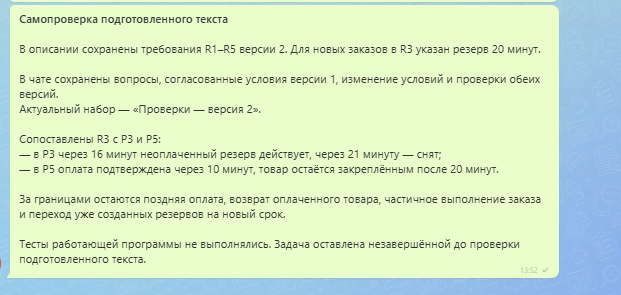 Самопроверка подготовленного текста
В описании сохранены требования R1–R5 версии 2. Для новых заказов в R3 указан резерв 20 минут.
В чате сохранены вопросы, согласованные условия версии 1, изменение условий и проверки обеих
версий.
Актуальный набор — «Проверки — версия 2».
Сопоставлены R3 с P3 и P5:
— в P3 через 16 минут неоплаченный резерв действует, через 21 минуту — снят;
— в P5 оплата подтверждена через 10 минут, товар остаётся закреплённым после 20 минут.
За границами остаются поздняя оплата, возврат оплаченного товара, частичное выполнение заказа
и переход уже созданных резервов на новый срок.
Тесты работающей программы не выполнялись. Задача оставлена незавершённой до проверки
подготовленного текста.
13:52